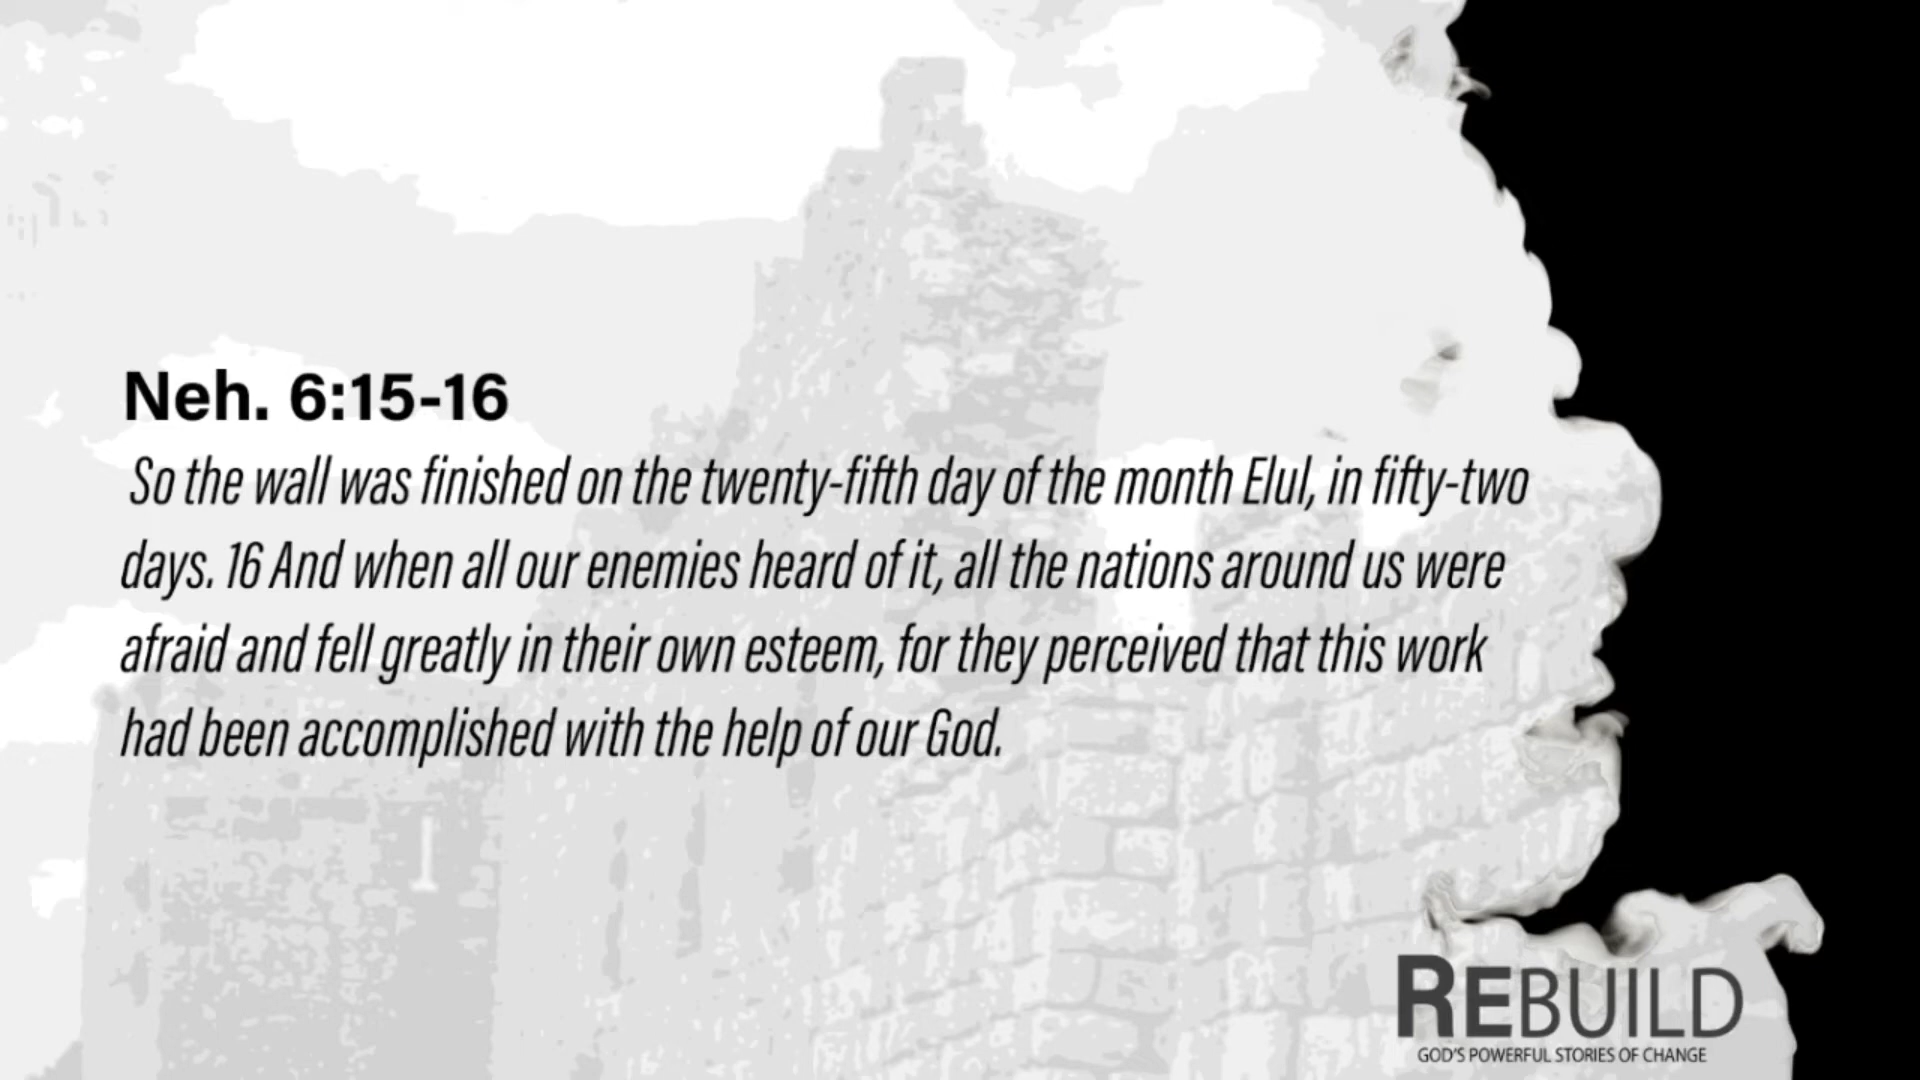 Neh. 6:15-16
So the wall was finished on the twenty-fifth day of the month Elul, in fifty-two
days. 16 And when all our enemies heard of it, all the nations around us were
afraid and fell greatly in their own esteem, for they perceived that this work
had been accomplished with the help of our God.
REBUILD
GOD'S POWERFUL STORIES OF CHANGE